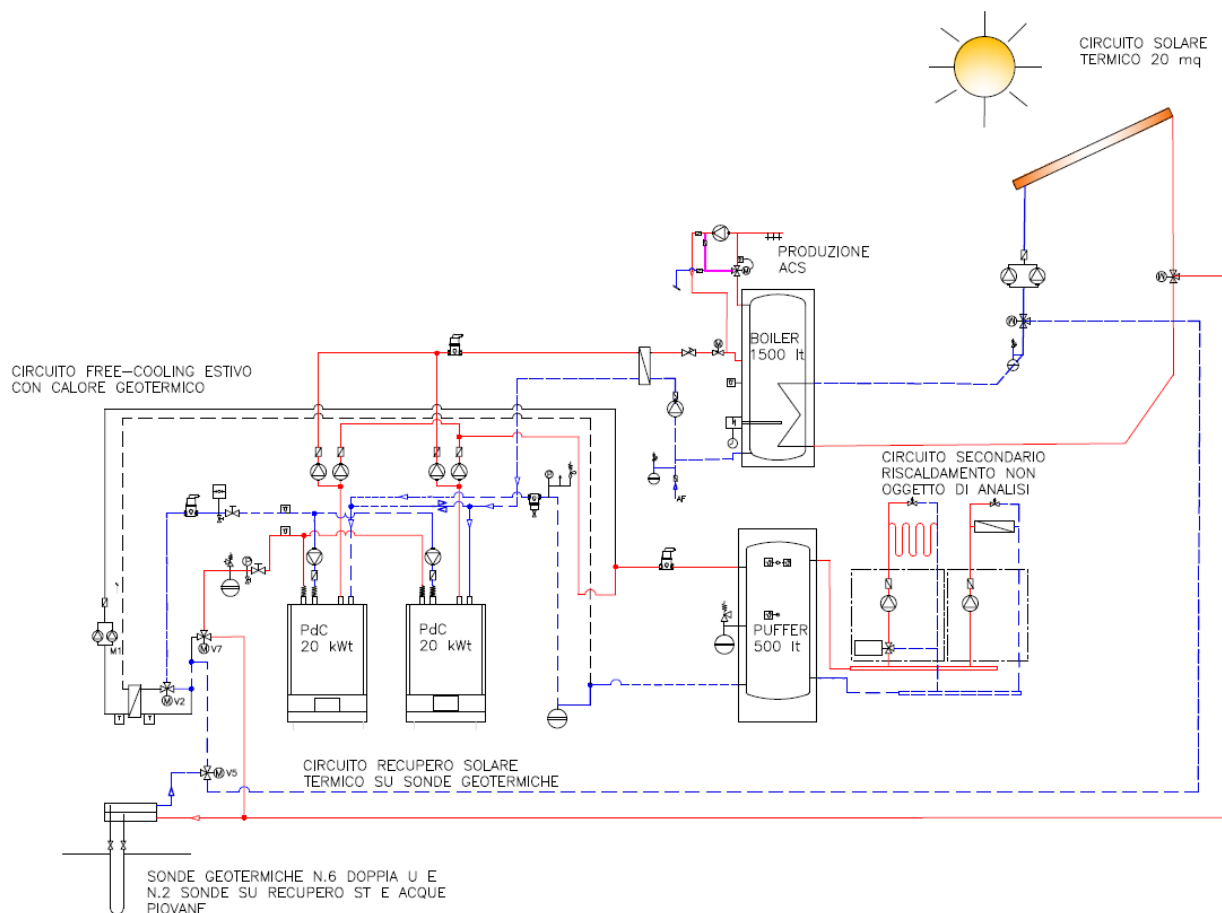 CIRCUITO SOLARE
TERMICO 20 mq
PRODUZIONE
ACS
BOILER
1500 lt
CIRCUITO FREE-COOLING ESTIVO
CON CALORE GEOTERMICO
CIRCUITO SECONDARIO
RISCALDAMENTO NON
OGGETTO DI ANALISI
AF
PdC
20 kWt
PdC
20 kWt
PUFFER
500 lt
M1
M V7
M V2
CIRCUITO RECUPERO SOLARE
TERMICO SU SONDE GEOTERMICHE
M V5
SONDE GEOTERMICHE N.6 DOPPIA U E
N.2 SONDE SU RECUPERO ST E ACQUE
PIOVANE